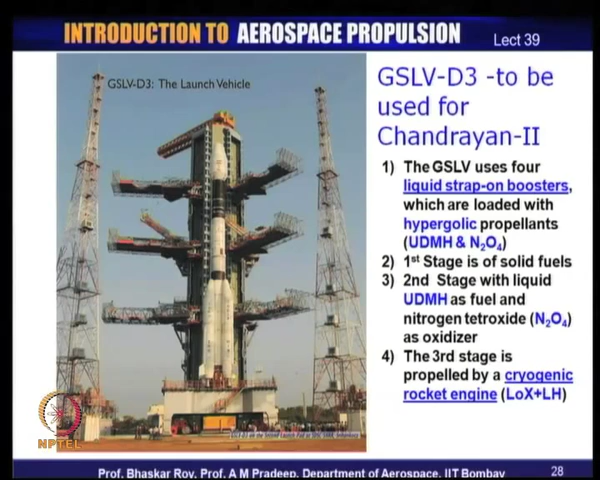 INTRODUCTION TO AEROSPACE PROPULSION
Lect 39
GSLV-D3: The Launch Vehicle
GSLV-D3 -to be
used for
Chandrayan-II
1) The GSLV uses four
liquid strap-on boosters,
which are loaded with
hypergolic propellants
(UDMH & N2O4)
2) 1st Stage is of solid fuels
3) 2nd Stage with liquid
UDMH as fuel and
nitrogen tetroxide (N2O4)
as oxidizer
4) The 3rd stage is
propelled by a cryogenic
rocket engine (LoX+LH)
NPTEL
Prof. Bhaskar Roy, Prof. A M Pradeep, Department of Aerospace, IIT Bombay
28